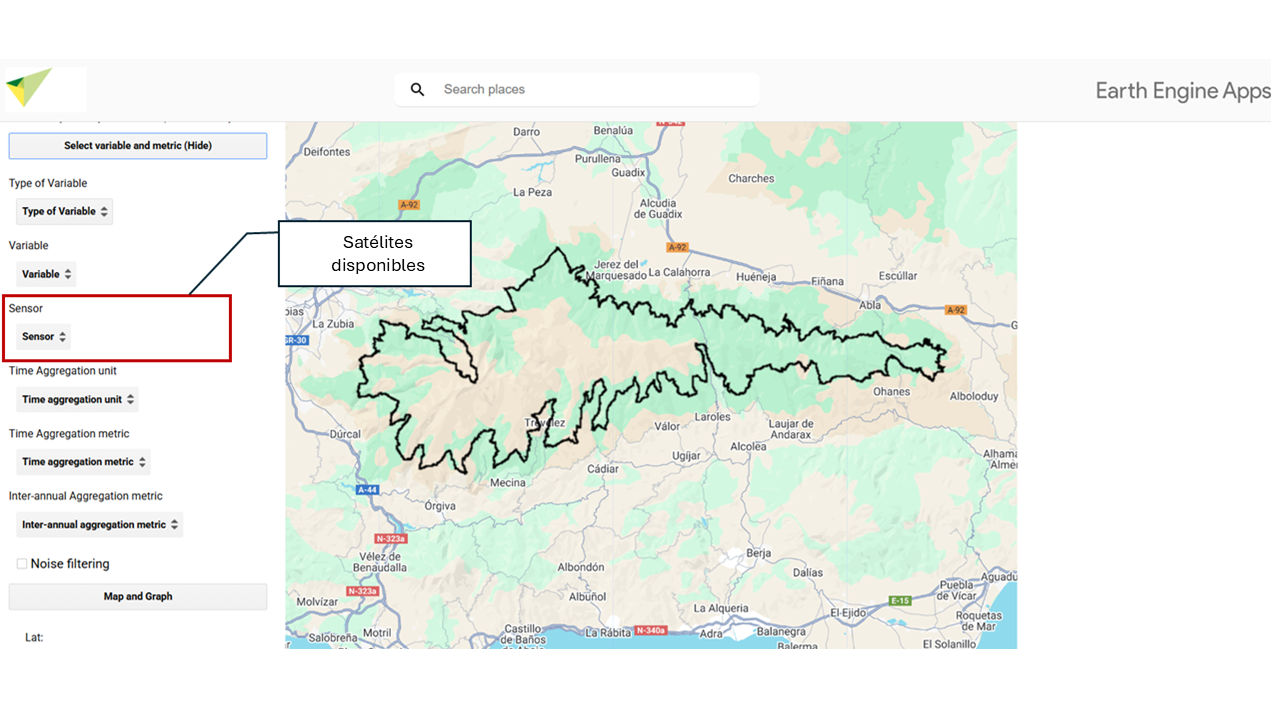 Search places
Earth Engine Apps
Select variable and metric (Hide)
Type of Variable
Type of Variable
Variable
Variable
Sensor
Sensor
Time Aggregation unit
Time aggregation unit
Time Aggregation metric
Time aggregation metric
Inter-annual Aggregation metric
Inter-annual aggregation metric
Noise filtering
Map and Graph
Lat:
Satélites
disponibles
Darro
Benalúa
Deifontes
Purullena
Guadix
La Peza
Charches
A-92
Alcudia
de Guadix
A-92
Jerez del
Marquesado
La Calahorra
Huéneja
Fiñana
Escúllar
Abla
A-92
La Zubia
GR-30
Ohanes
Alboloduy
Trevélez
Laroles
Válor
Laujar de
Andarax
Dúrcal
Alcolea
Ugíjar
Alhama
Cádiar
Mecina
A-44
Órgiva
N-323a
Vélez de
Benaudalla
Berja
Albondón
Dalías
N-323a
Albuñol
Puebla
de Vícar
Molvízar
La Alquería
E-15
El-Ejido
Roquetas
de Mar
Salobreña
Motril
Castillo
de Baños
La Rábita
N-340a
Adra
Balanegra
El Solanillo